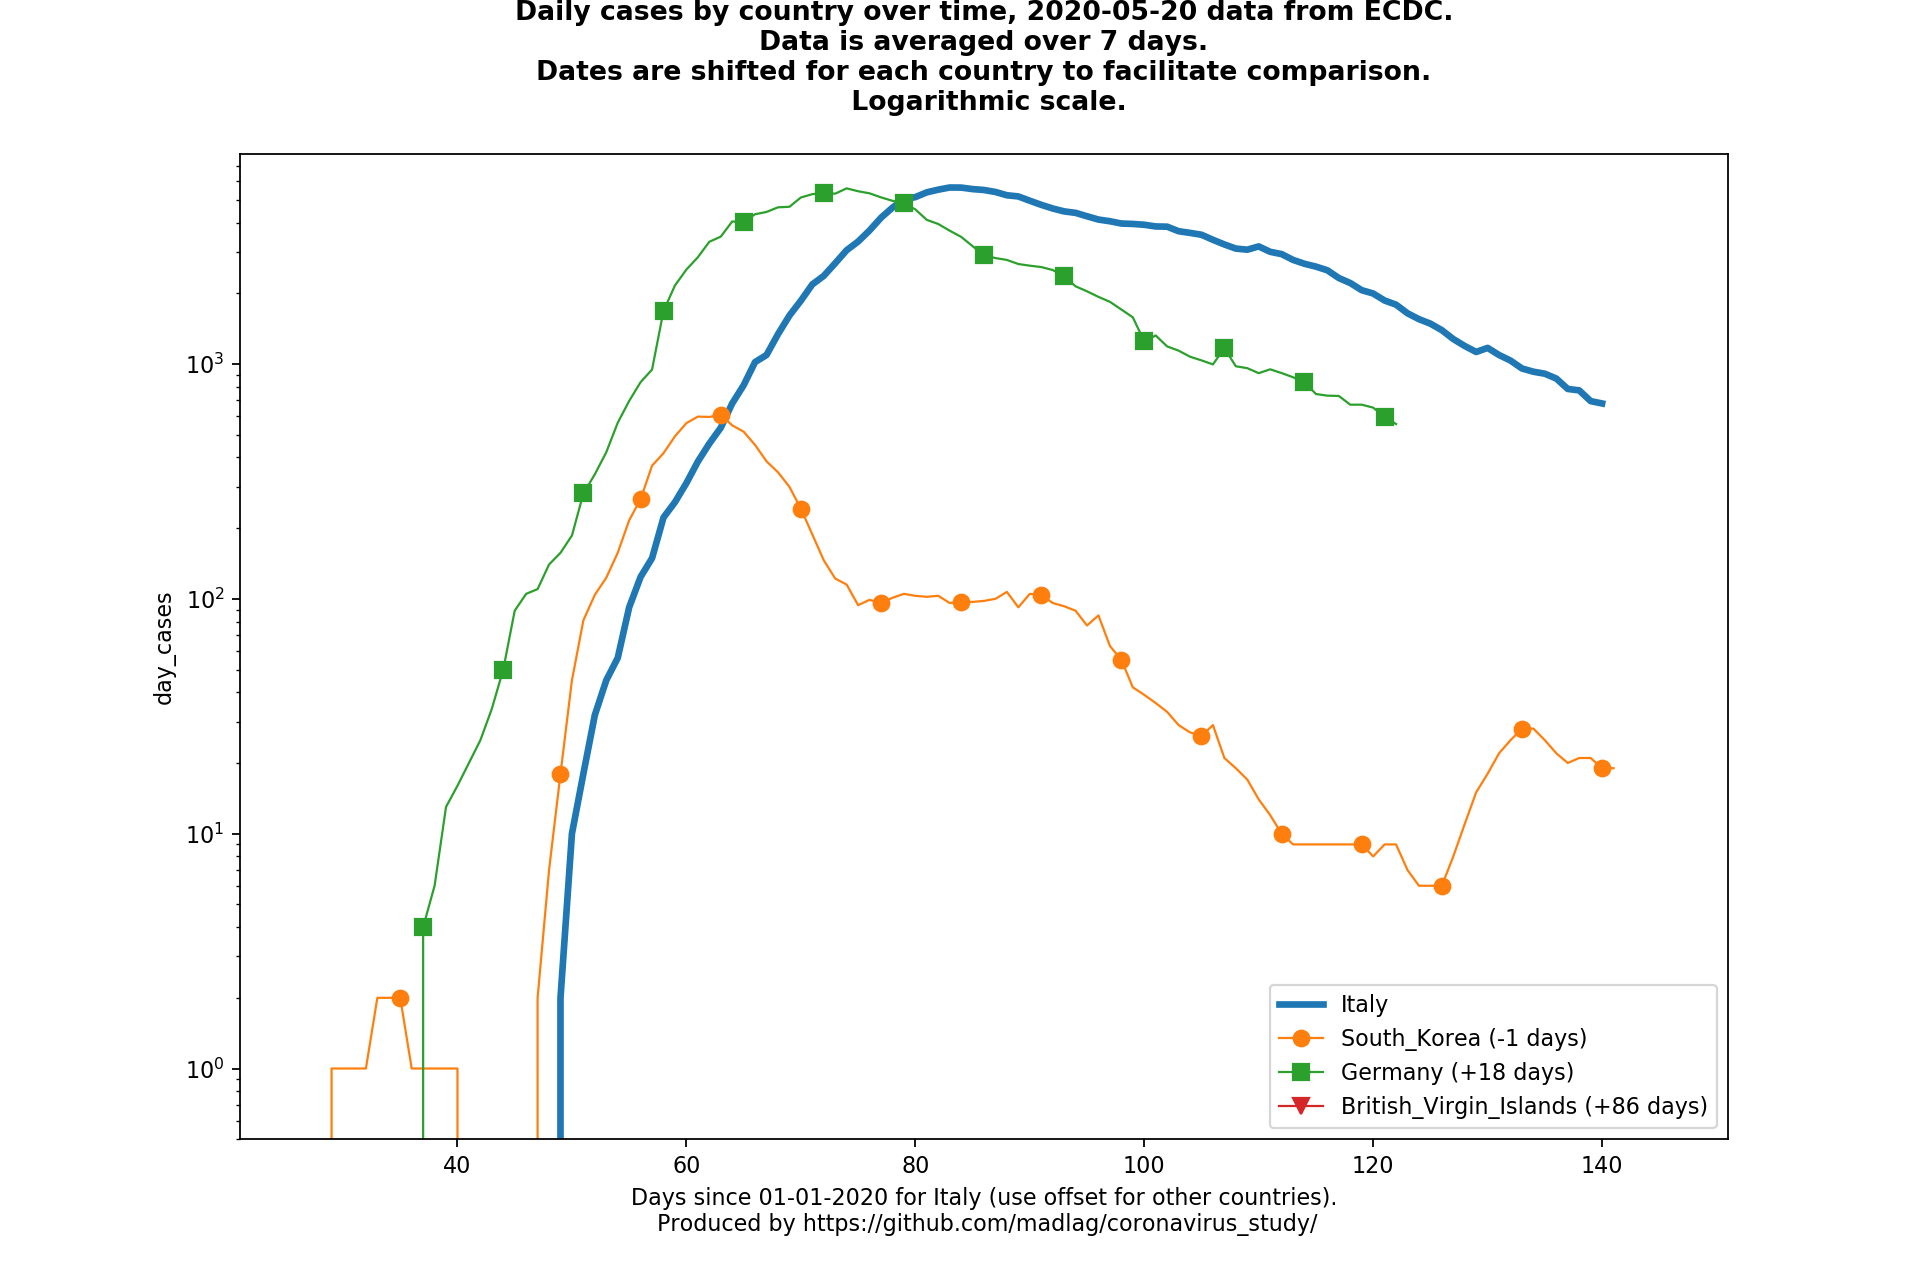 Daily cases by country over time, 2020-05-20 data from ECDC.
Data is averaged over 7 days.
Dates are shifted for each country to facilitate comparison.
Logarithmic scale.
10³
10²
10¹
10⁰
day_cases
Italy
South_Korea (-1 days)
Germany (+18 days)
British_Virgin_Islands (+86 days)
40 60 80 100 120 140
Days since 01-01-2020 for Italy (use offset for other countries).
Produced by https://github.com/madlag/coronavirus_study/